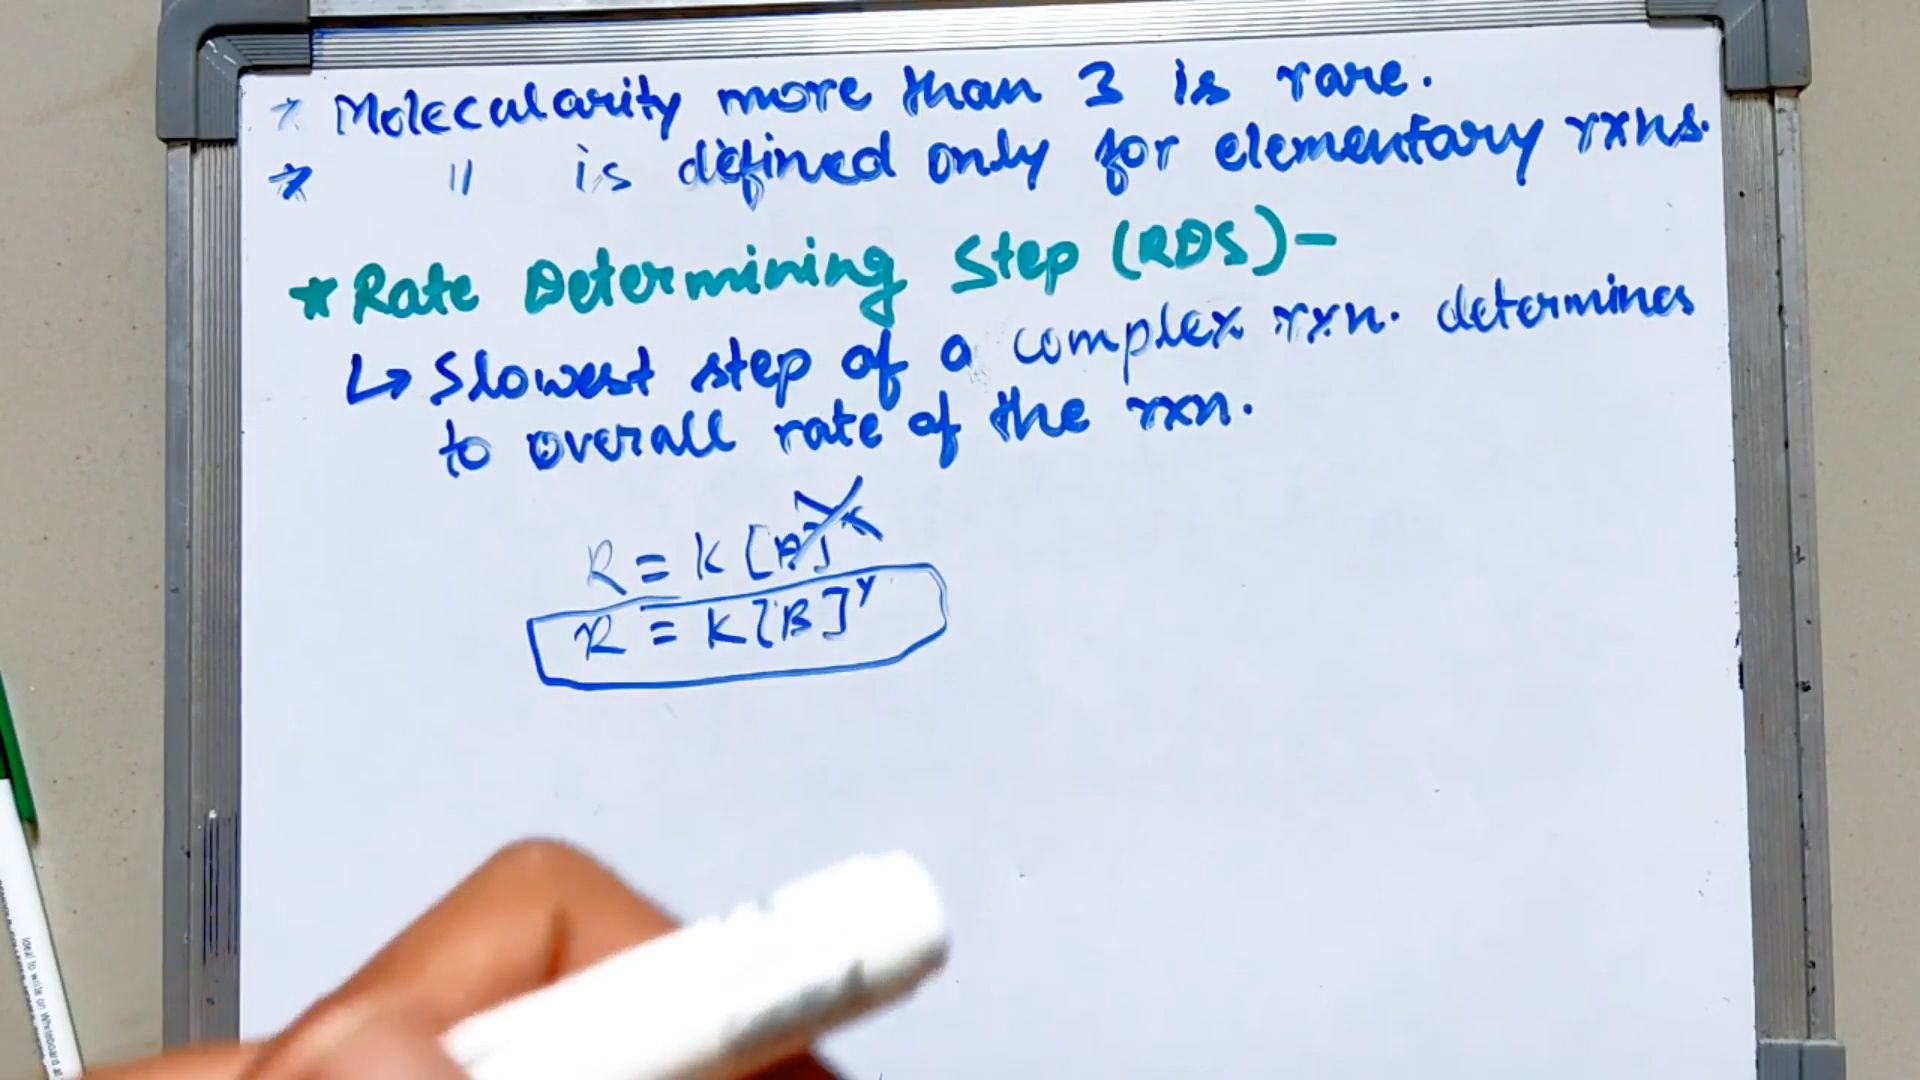 * Molecularity more than 3 is rare.
* " is defined only for elementary rxns.
* Rate Determining Step (RDS) -
↳ Slowest step of a complex rxn. determines
to overall rate of the rxn.
R = K [A]x
R = K [B]y